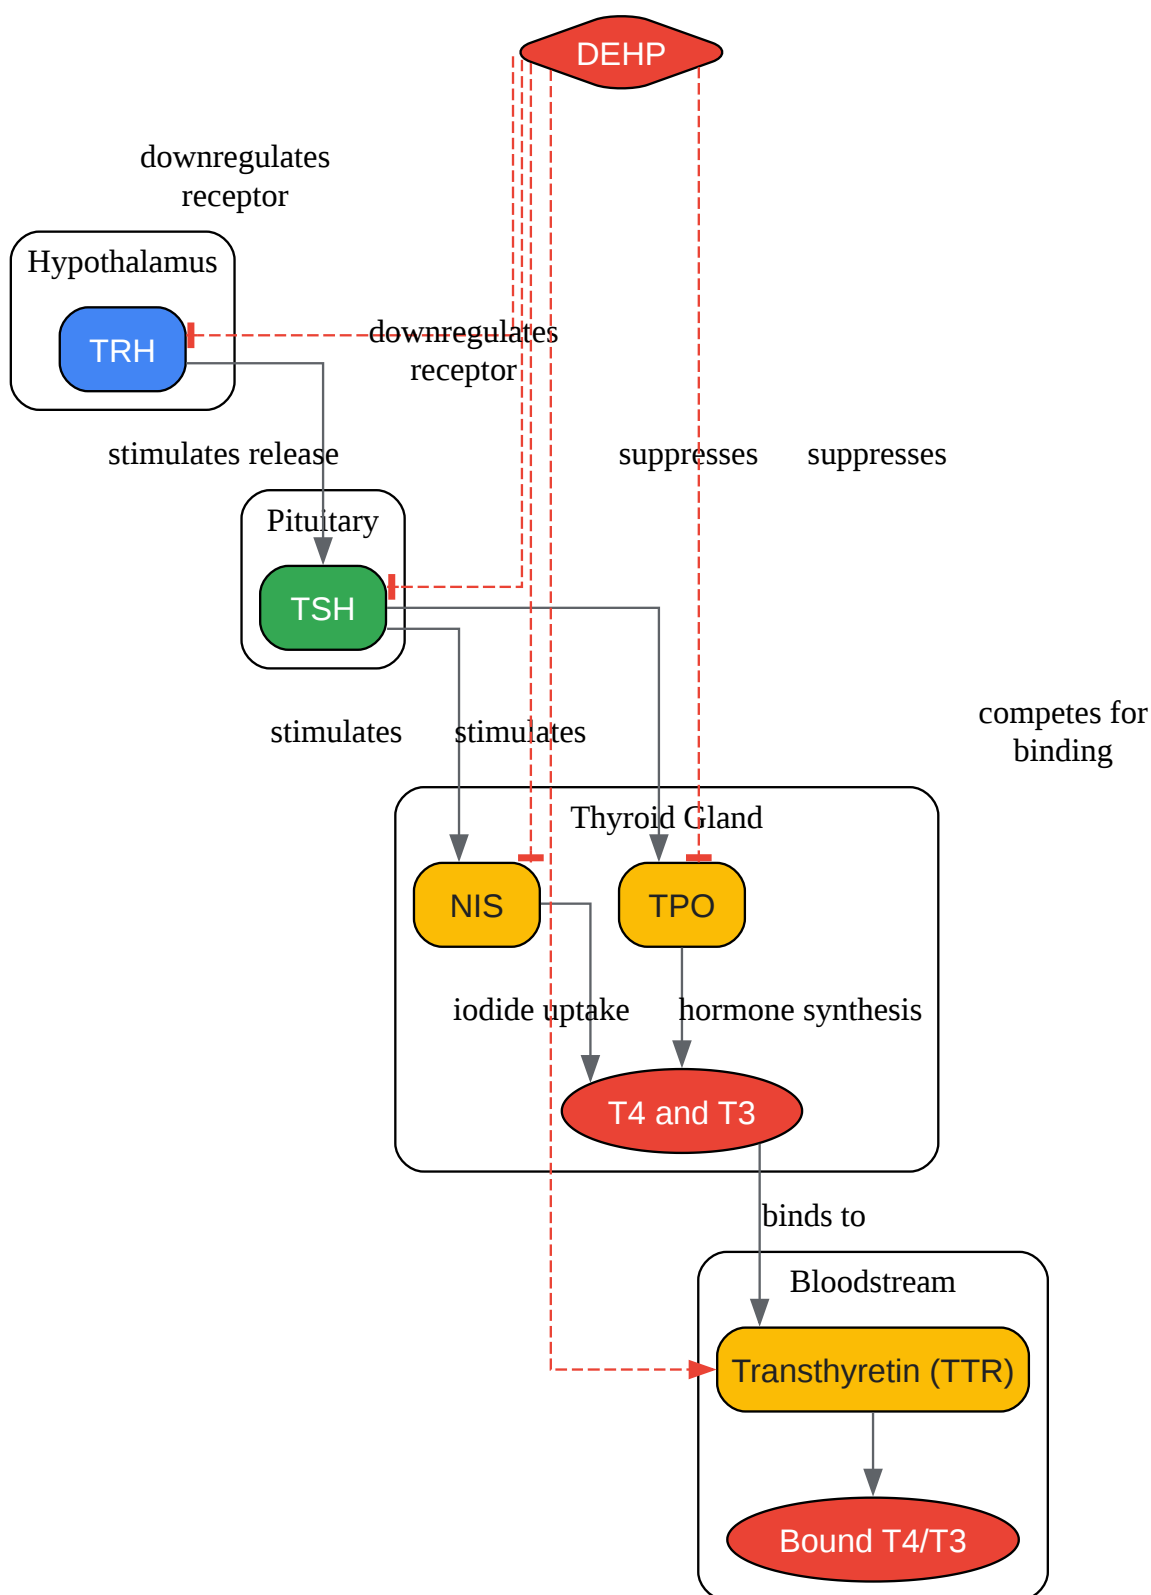 DEHP
downregulates
receptor
Hypothalamus
TRH
downregulates
receptor
stimulates release
suppresses
suppresses
Pituitary
TSH
stimulates
stimulates
competes for
binding
Thyroid Gland
NIS
TPO
iodide uptake
hormone synthesis
T4 and T3
binds to
Bloodstream
Transthyretin (TTR)
Bound T4/T3